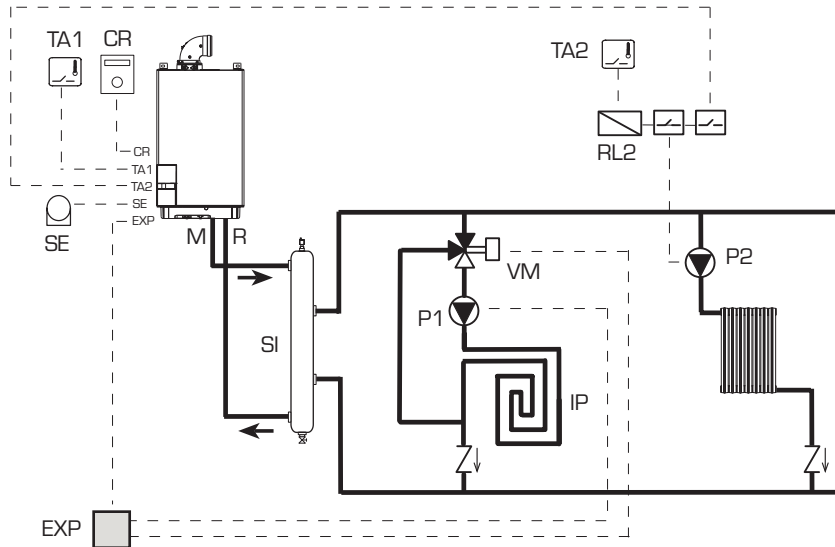 TA1 CR
TA2
RL2
CR
TA1
TA2
SE
EXP
SE
M R
VM
P2
P1
SI
IP
EXP